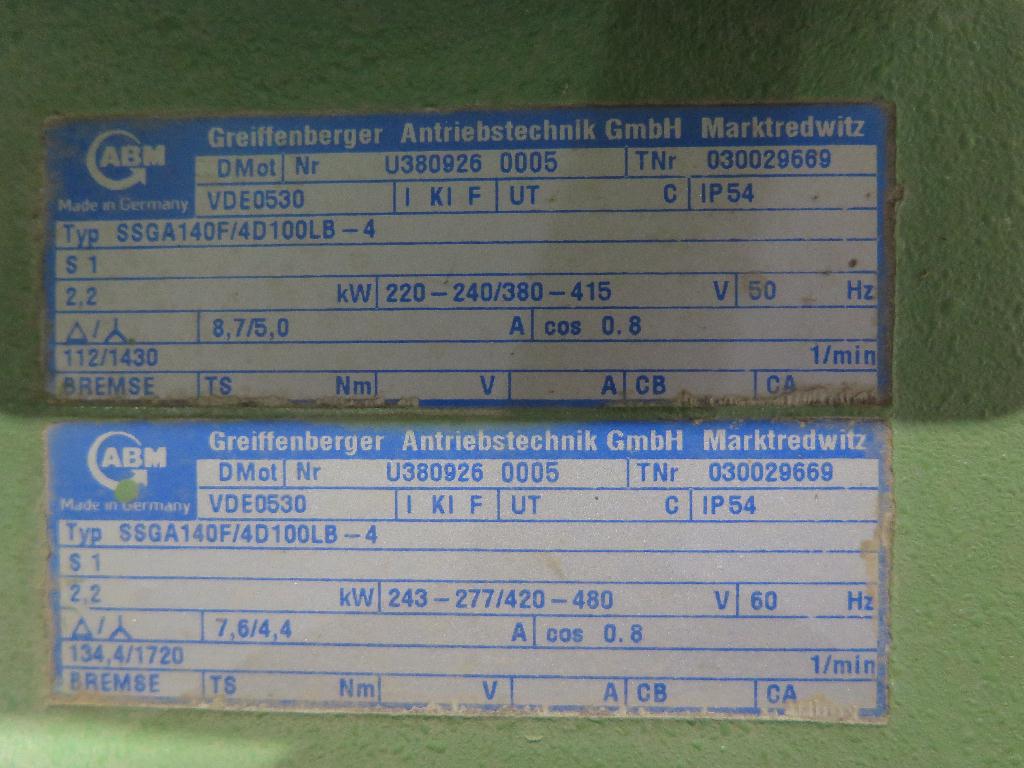 ABM
Greiffenberger Antriebstechnik GmbH Marktredwitz
DMot Nr U380926 0005 TNr 030029669
Made in Germany VDE0530 I Kl F UT C IP54
Typ SSGA140F/4D100LB-4
S 1
2,2 kW 220-240/380-415 V 50 Hz
△/⅄ 8,7/5,0 A cos 0.8
112/1430 1/min
BREMSE TS Nm V A CB CA
ABM
Greiffenberger Antriebstechnik GmbH Marktredwitz
DMot Nr U380926 0005 TNr 030029669
Made in Germany VDE0530 I Kl F UT C IP54
Typ SSGA140F/4D100LB-4
S 1
2,2 kW 243-277/420-480 V 60 Hz
△/⅄ 7,6/4,4 A cos 0.8
134,4/1720 1/min
BREMSE TS Nm V A CB CA